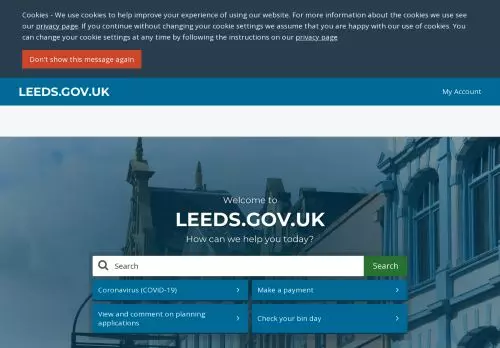 Cookies - We use cookies to help improve your experience of using our website. For more information about the cookies we use see
our privacy page. If you continue without changing your cookie settings we assume that you are happy with our use of cookies. You
can change your cookie settings at any time by following the instructions on our privacy page
Don't show this message again
LEEDS.GOV.UK
My Account
Welcome to
LEEDS.GOV.UK
How can we help you today?
Search
Search
Coronavirus (COVID-19)
Make a payment
View and comment on planning
applications
Check your bin day